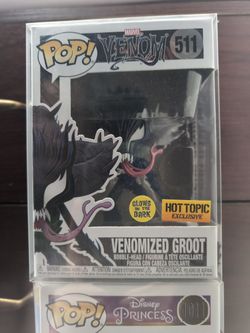 POP!
MARVEL
VENOM
511
GLOWS
IN THE
DARK
HOT TOPIC
EXCLUSIVE
VENOMIZED GROOT
BOBBLE-HEAD / FIGURINE À TÊTE OSCILLANTE
FIGURA CON CABEZA OSCILANTE
POP!
Disney
PRINCESS